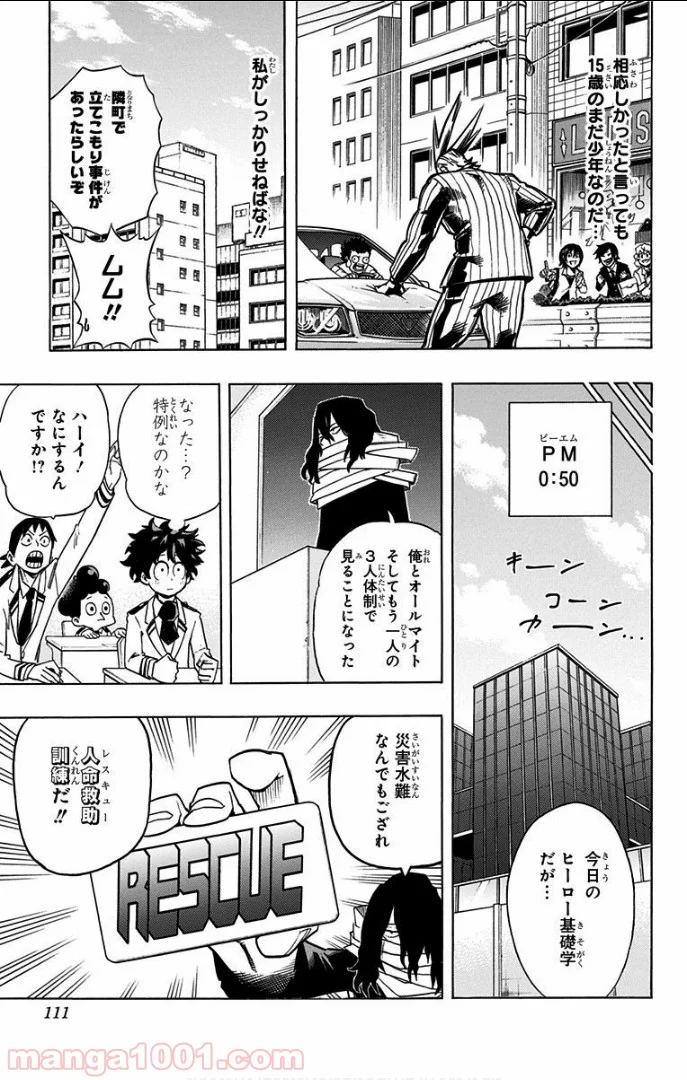 相応しかったと言っても
15歳のまだ少年なのだ…
私がしっかりせねばな!!
隣町で
立てこもり事件が
あったらしいぞ
ムム!!
PM
0:50
キーン
コーン
カーン…
今日の
ヒーロー基礎学
だが…
俺とオールマイト
そしてもう一人の
3人体制で
見ることになった
なった…?
特例なのかな
ハーイ!
なにするん
ですか!?
災害水難
なんでもござれ
RESCUE
人命救助
訓練だ!!
111
manga1001.com